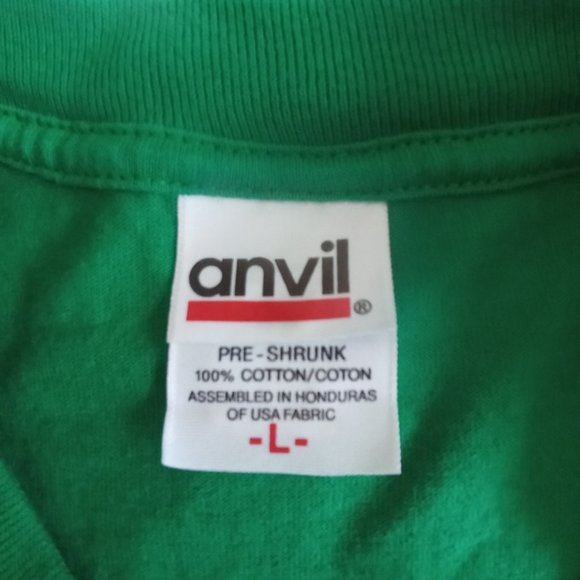 anvil®
PRE-SHRUNK
100% COTTON/COTON
ASSEMBLED IN HONDURAS
OF USA FABRIC
-L-